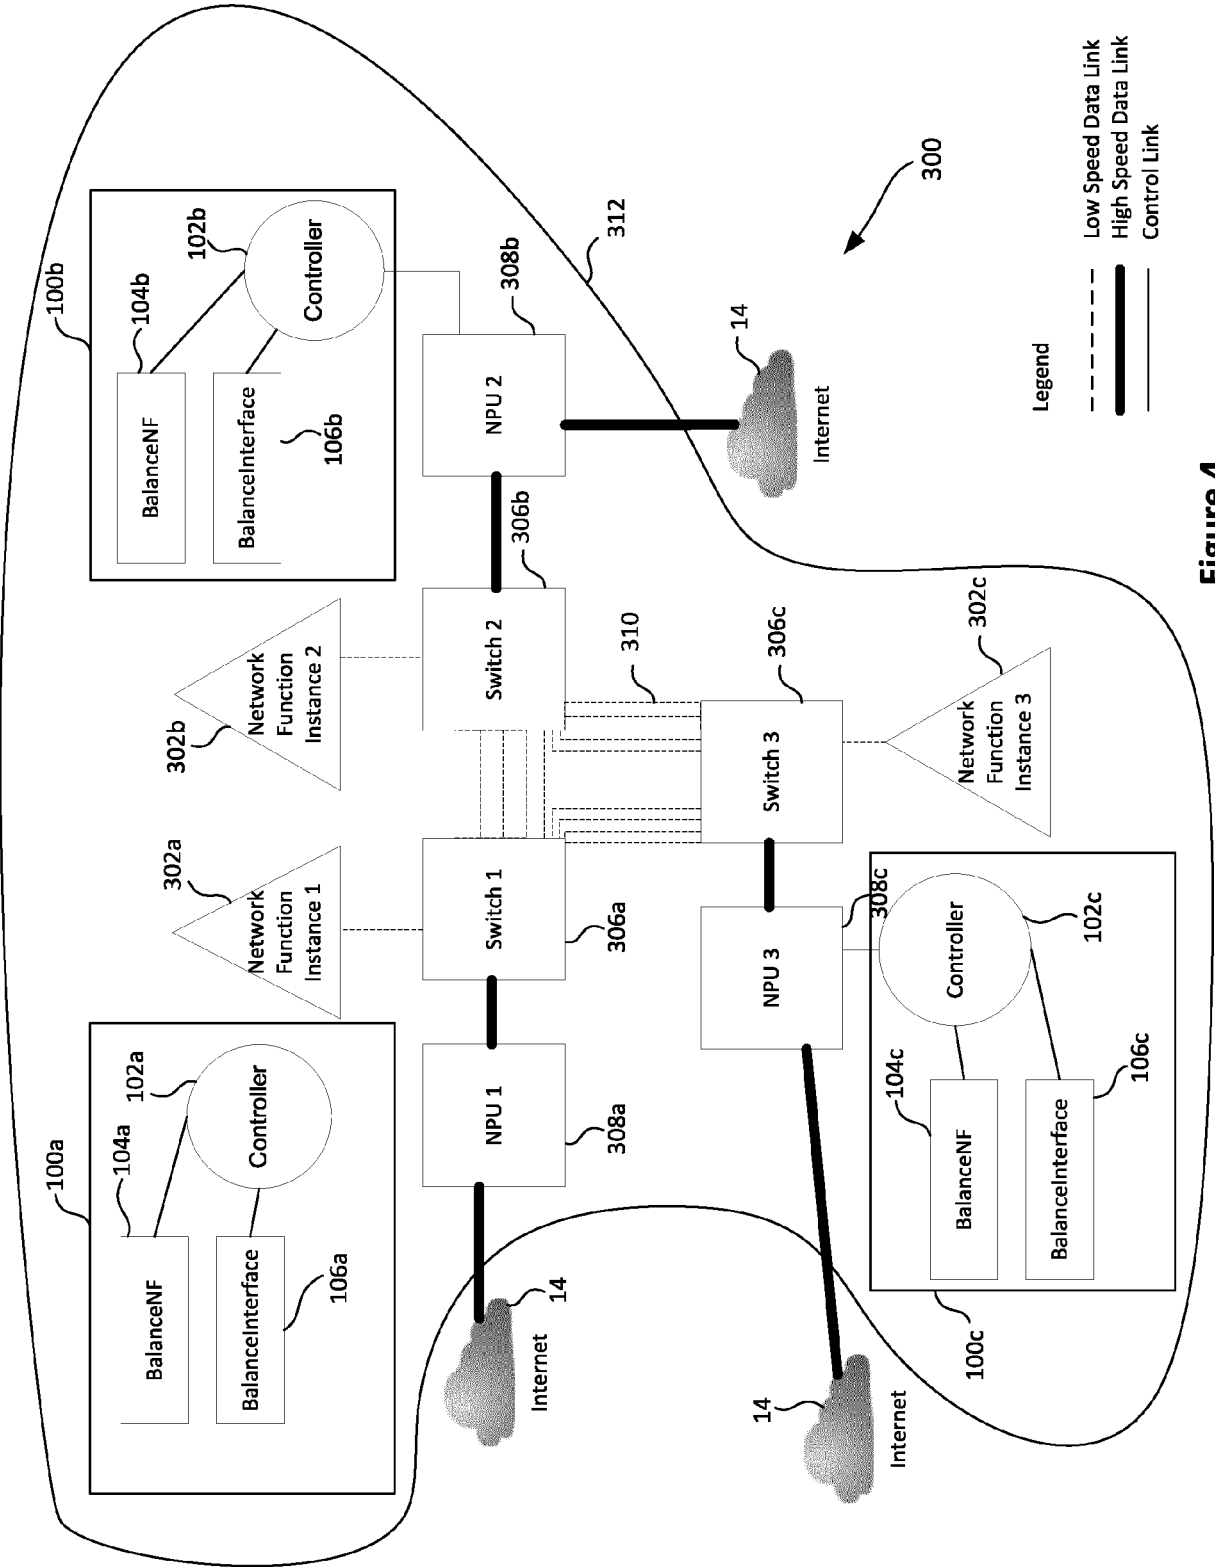 100a
104a
102a
BalanceNF
BalanceInterface
Controller
106a
302a
Network
Function
Instance 1
302b
Network
Function
Instance 2
100b
104b
102b
BalanceNF
BalanceInterface
Controller
106b
NPU 1
308a
Switch 1
306a
Switch 2
306b
NPU 2
308b
312
14
Internet
310
14
Internet
NPU 3
308c
Switch 3
306c
14
Internet
104c
BalanceNF
BalanceInterface
106c
Controller
102c
100c
302c
Network
Function
Instance 3
300
Legend
Low Speed Data Link
High Speed Data Link
Control Link
Figure 4